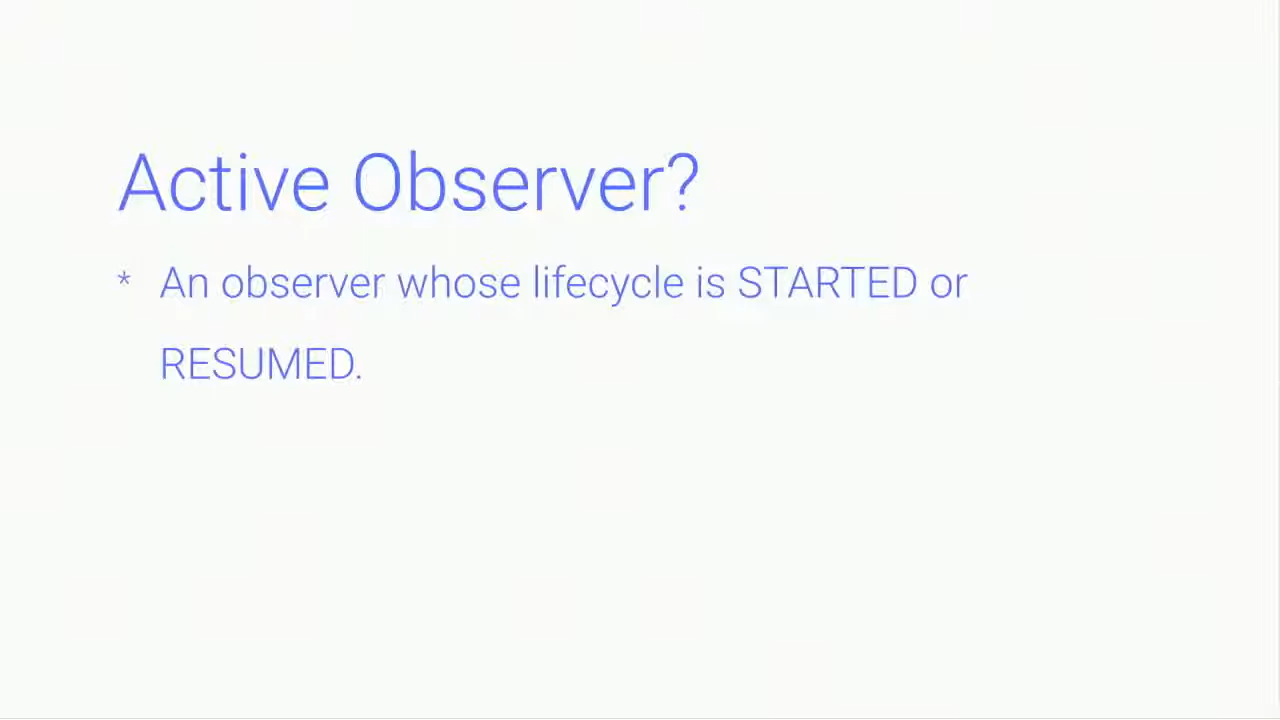 Active Observer?
* An observer whose lifecycle is STARTED or
RESUMED.